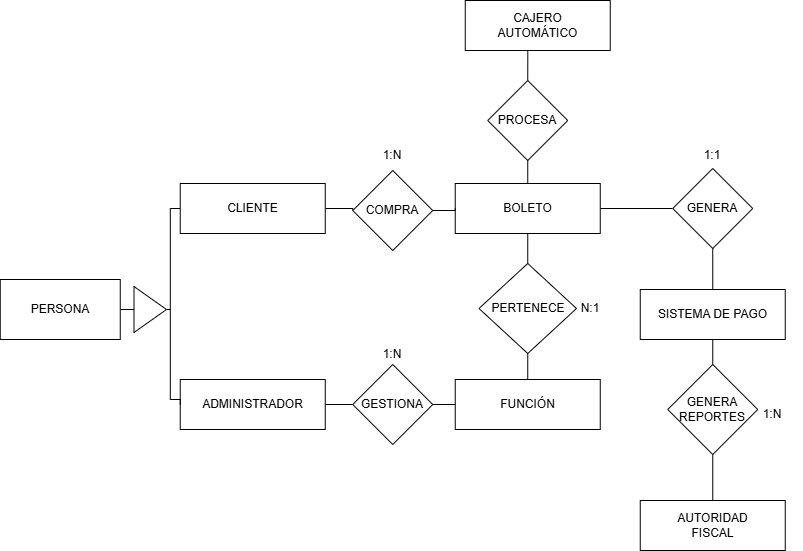 CAJERO
AUTOMÁTICO
PROCESA
1:N
1:1
CLIENTE
COMPRA
BOLETO
GENERA
PERSONA
PERTENECE
N:1
SISTEMA DE PAGO
1:N
ADMINISTRADOR
GESTIONA
FUNCIÓN
GENERA
REPORTES
1:N
AUTORIDAD
FISCAL